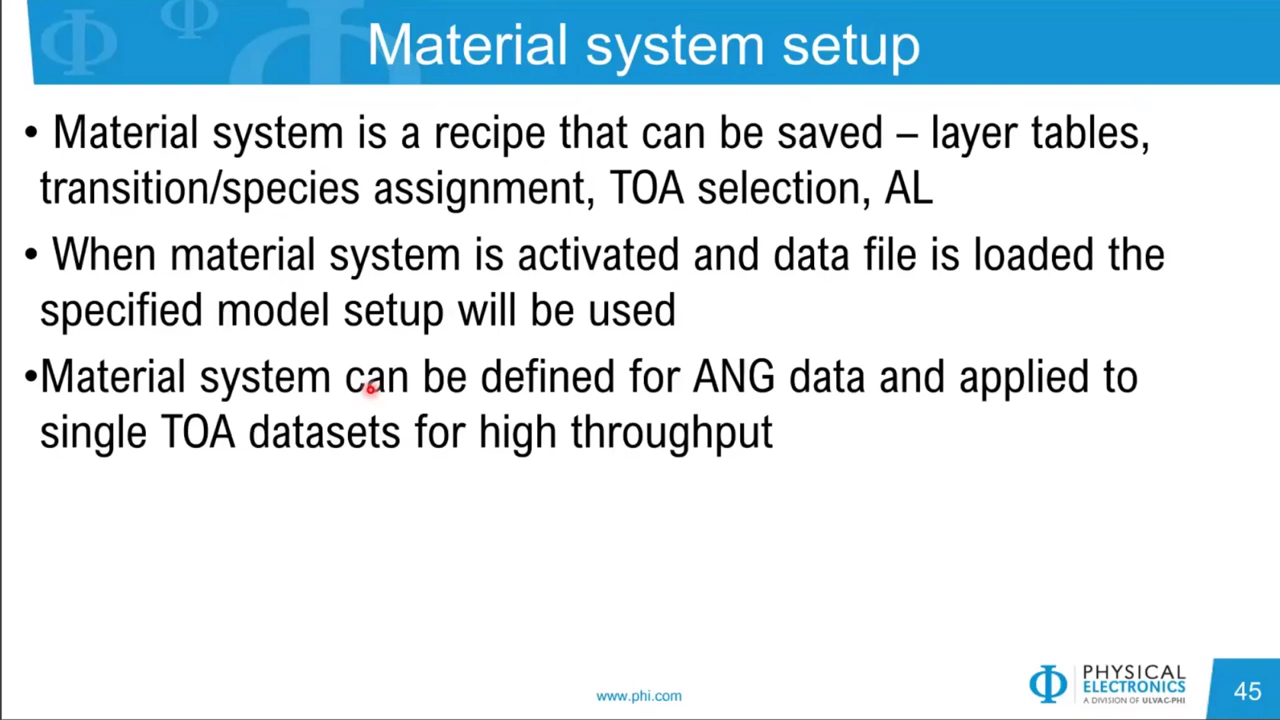 Material system setup
• Material system is a recipe that can be saved – layer tables,
transition/species assignment, TOA selection, AL
• When material system is activated and data file is loaded the
specified model setup will be used
•Material system can be defined for ANG data and applied to
single TOA datasets for high throughput
www.phi.com
PHYSICAL
ELECTRONICS
A DIVISION OF ULVAC-PHI
45